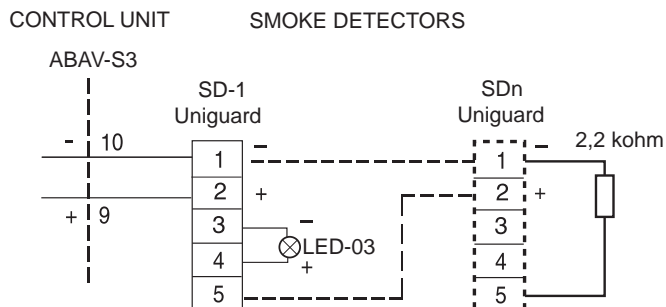 CONTROL UNIT SMOKE DETECTORS
ABAV-S3
SD-1
Uniguard
SDn
Uniguard
2,2 kohm
- 10
+ 9
1 -
2 +
3 -
4 +
5
LED-03
1 -
2 +
3
4
5